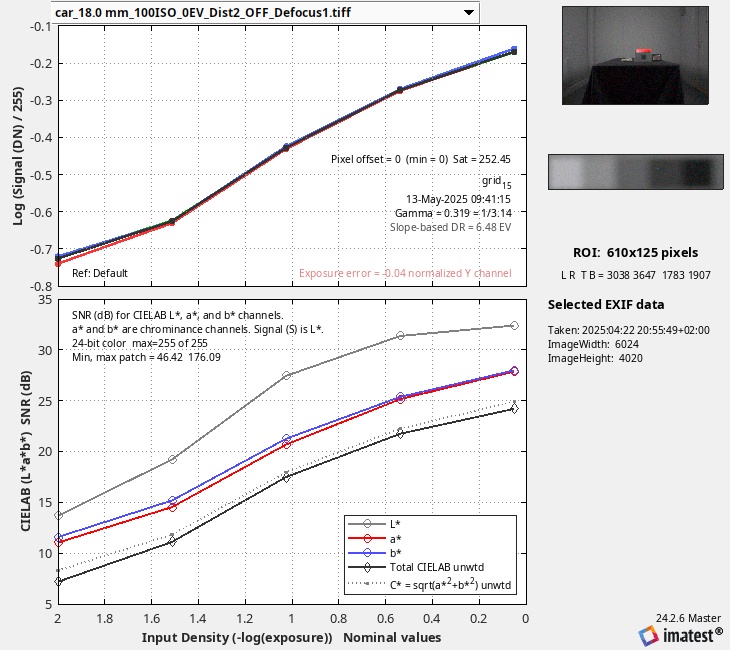 car_18.0 mm_100ISO_0EV_Dist2_OFF_Defocus1.tiff
Log (Signal (DN) / 255)
-0.1
-0.2
-0.3
-0.4
-0.5
-0.6
-0.7
-0.8
Pixel offset = 0 (min = 0) Sat = 252.45
grid15
13-May-2025 09:41:15
Gamma = 0.319 = 1/3.14
Slope-based DR = 6.48 EV
Ref: Default
Exposure error = -0.04 normalized Y channel
CIELAB (L*a*b*) SNR (dB)
35
30
25
20
15
10
5
SNR (dB) for CIELAB L*, a*, and b* channels.
a* and b* are chrominance channels. Signal (S) is L*.
24-bit color max=255 of 255
Min, max patch = 46.42 176.09
L*
a*
b*
Total CIELAB unwtd
C* = sqrt(a*2+b*2) unwtd
2 1.8 1.6 1.4 1.2 1 0.8 0.6 0.4 0.2 0
Input Density (-log(exposure)) Nominal values
ROI: 610x125 pixels
L R T B = 3038 3647 1783 1907
Selected EXIF data
Taken: 2025:04:22 20:55:49+02:00
ImageWidth: 6024
ImageHeight: 4020
24.2.6 Master
imatest®